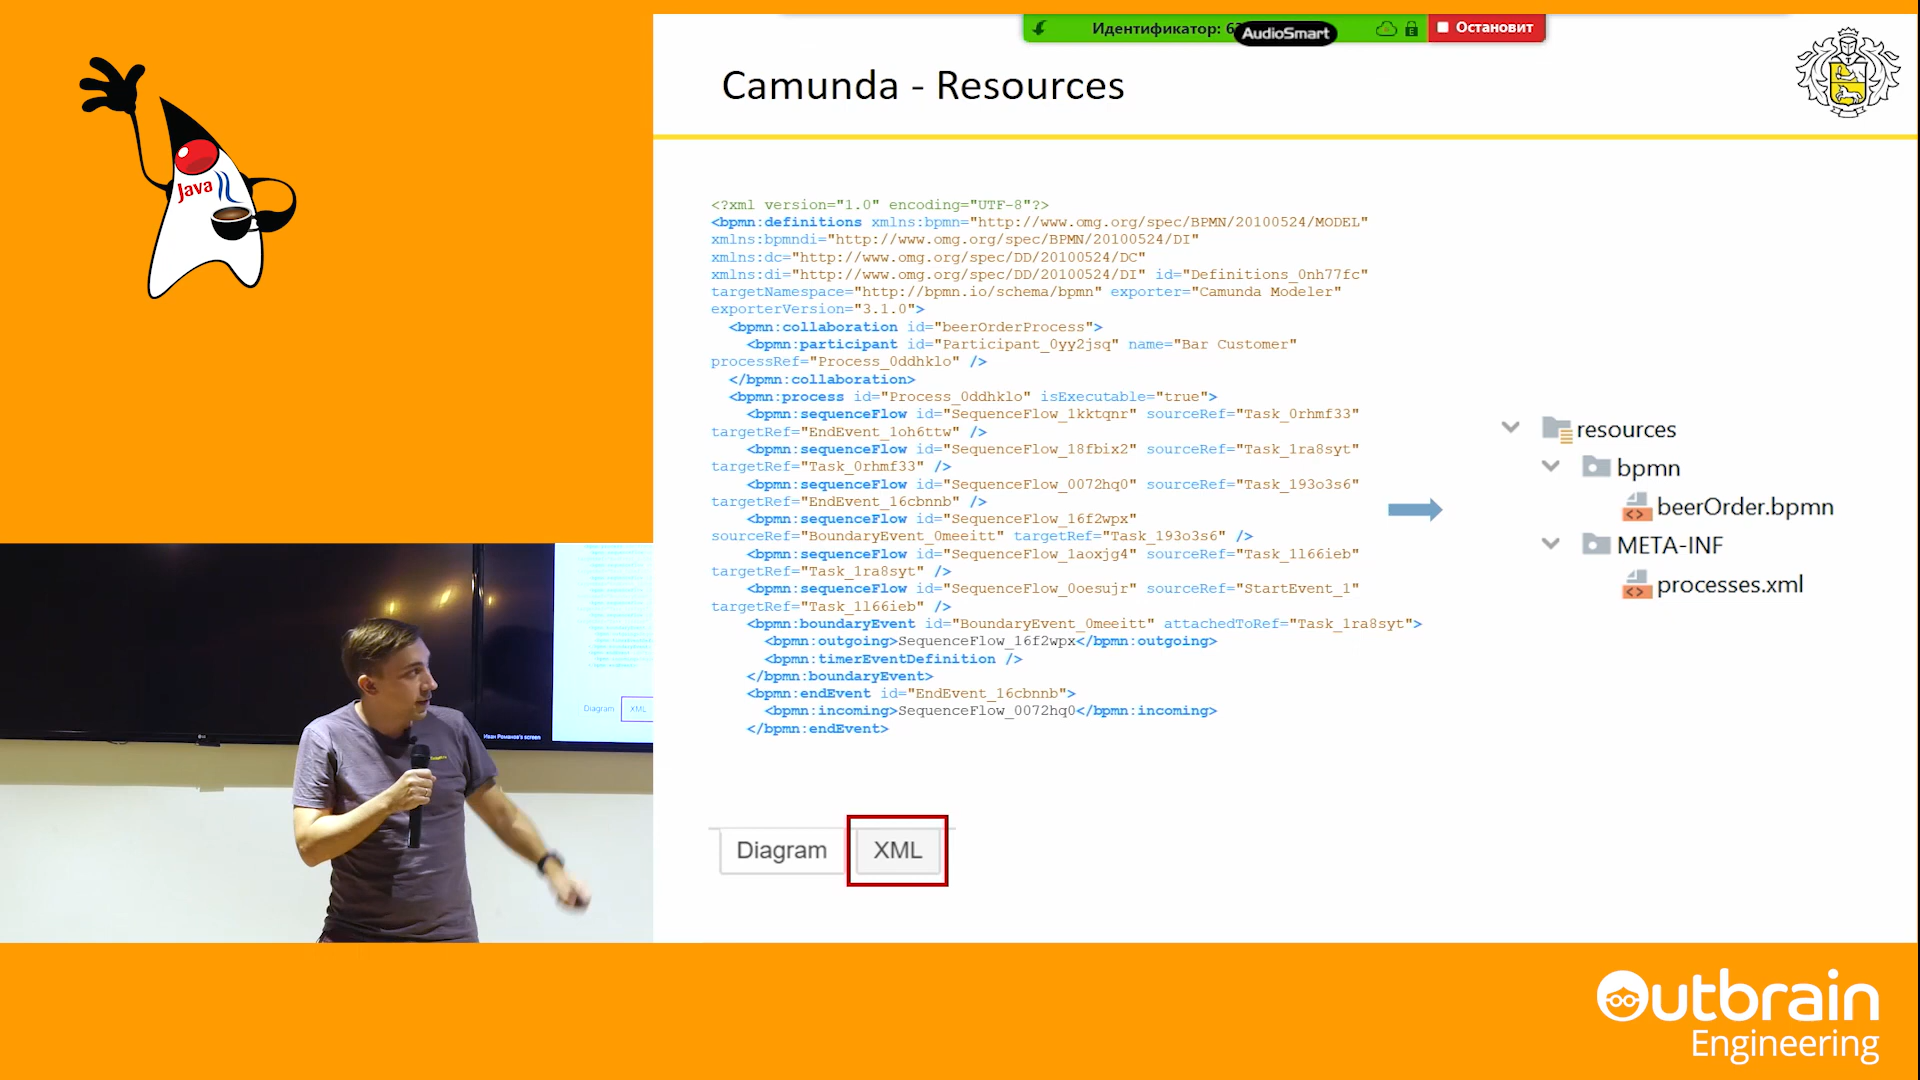 Идентификатор: 6
AudioSmart
Остановит
Camunda - Resources
Java
<?xml version="1.0" encoding="UTF-8"?>
<bpmn:definitions xmlns:bpmn="http://www.omg.org/spec/BPMN/20100524/MODEL"
xmlns:bpmndi="http://www.omg.org/spec/BPMN/20100524/DI"
xmlns:dc="http://www.omg.org/spec/DD/20100524/DC"
xmlns:di="http://www.omg.org/spec/DD/20100524/DI" id="Definitions_0nh77fc"
targetNamespace="http://bpmn.io/schema/bpmn" exporter="Camunda Modeler"
exporterVersion="3.1.0">
<bpmn:collaboration id="beerOrderProcess">
<bpmn:participant id="Participant_0yy2jsq" name="Bar Customer"
processRef="Process_0ddhklo" />
</bpmn:collaboration>
<bpmn:process id="Process_0ddhklo" isExecutable="true">
<bpmn:sequenceFlow id="SequenceFlow_1kktqnr" sourceRef="Task_0rhmf33"
targetRef="EndEvent_1oh6ttw" />
<bpmn:sequenceFlow id="SequenceFlow_18fbix2" sourceRef="Task_1ra8syt"
targetRef="Task_0rhmf33" />
<bpmn:sequenceFlow id="SequenceFlow_0072hq0" sourceRef="Task_193o3s6"
targetRef="EndEvent_16cbnnb" />
<bpmn:sequenceFlow id="SequenceFlow_16f2wpx"
sourceRef="BoundaryEvent_0meeitt" targetRef="Task_193o3s6" />
<bpmn:sequenceFlow id="SequenceFlow_1aoxjg4" sourceRef="Task_1l66ieb"
targetRef="Task_1ra8syt" />
<bpmn:sequenceFlow id="SequenceFlow_0oesujr" sourceRef="StartEvent_1"
targetRef="Task_1l66ieb" />
<bpmn:boundaryEvent id="BoundaryEvent_0meeitt" attachedToRef="Task_1ra8syt">
<bpmn:outgoing>SequenceFlow_16f2wpx</bpmn:outgoing>
<bpmn:timerEventDefinition />
</bpmn:boundaryEvent>
<bpmn:endEvent id="EndEvent_16cbnnb">
<bpmn:incoming>SequenceFlow_0072hq0</bpmn:incoming>
</bpmn:endEvent>
resources
bpmn
beerOrder.bpmn
META-INF
processes.xml
Diagram
XML
Diagram XML
Иван Романов's screen
Outbrain
Engineering